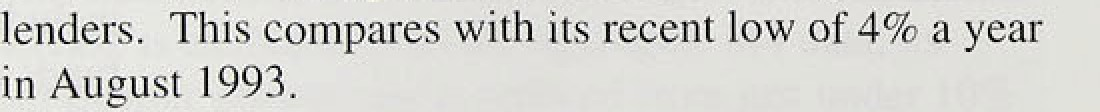 lenders. This compares with its recent low of 4% a year
in August 1993.